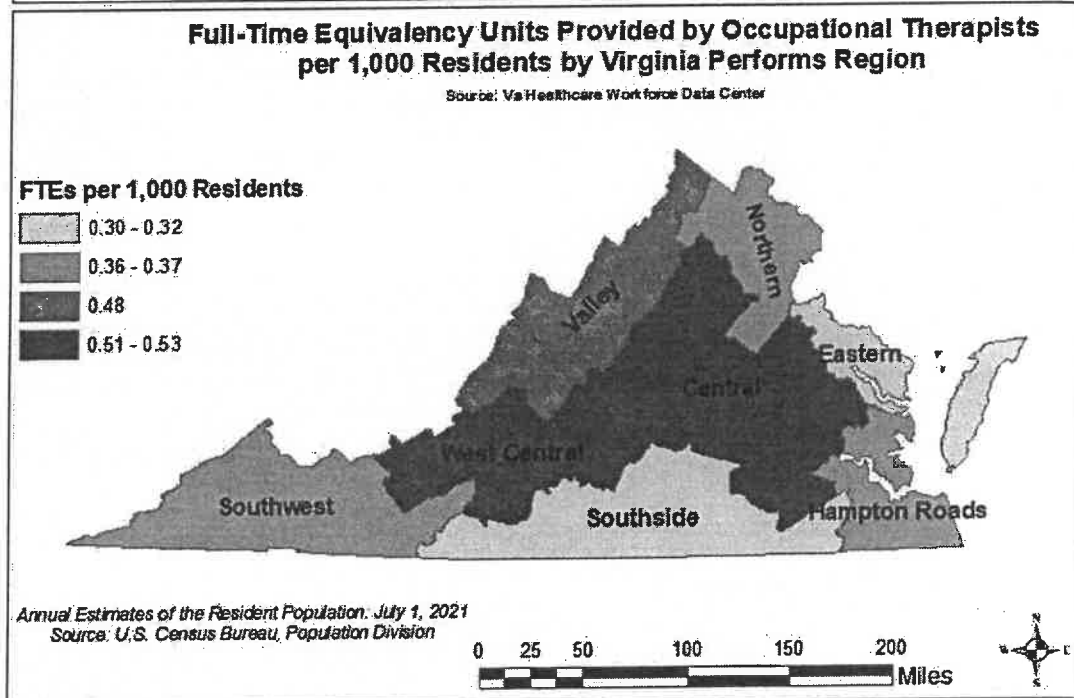 Full-Time Equivalency Units Provided by Occupational Therapists
per 1,000 Residents by Virginia Performs Region
Source: Va Healthcare Workforce Data Center
FTEs per 1,000 Residents
0.30 - 0.32
0.36 - 0.37
0.48
0.51 - 0.53
Northern
Valley
Eastern
Central
West Central
Southwest
Southside
Hampton Roads
Annual Estimates of the Resident Population: July 1, 2021
Source: U.S. Census Bureau, Population Division
0 25 50 100 150 200
Miles
N
W E
S